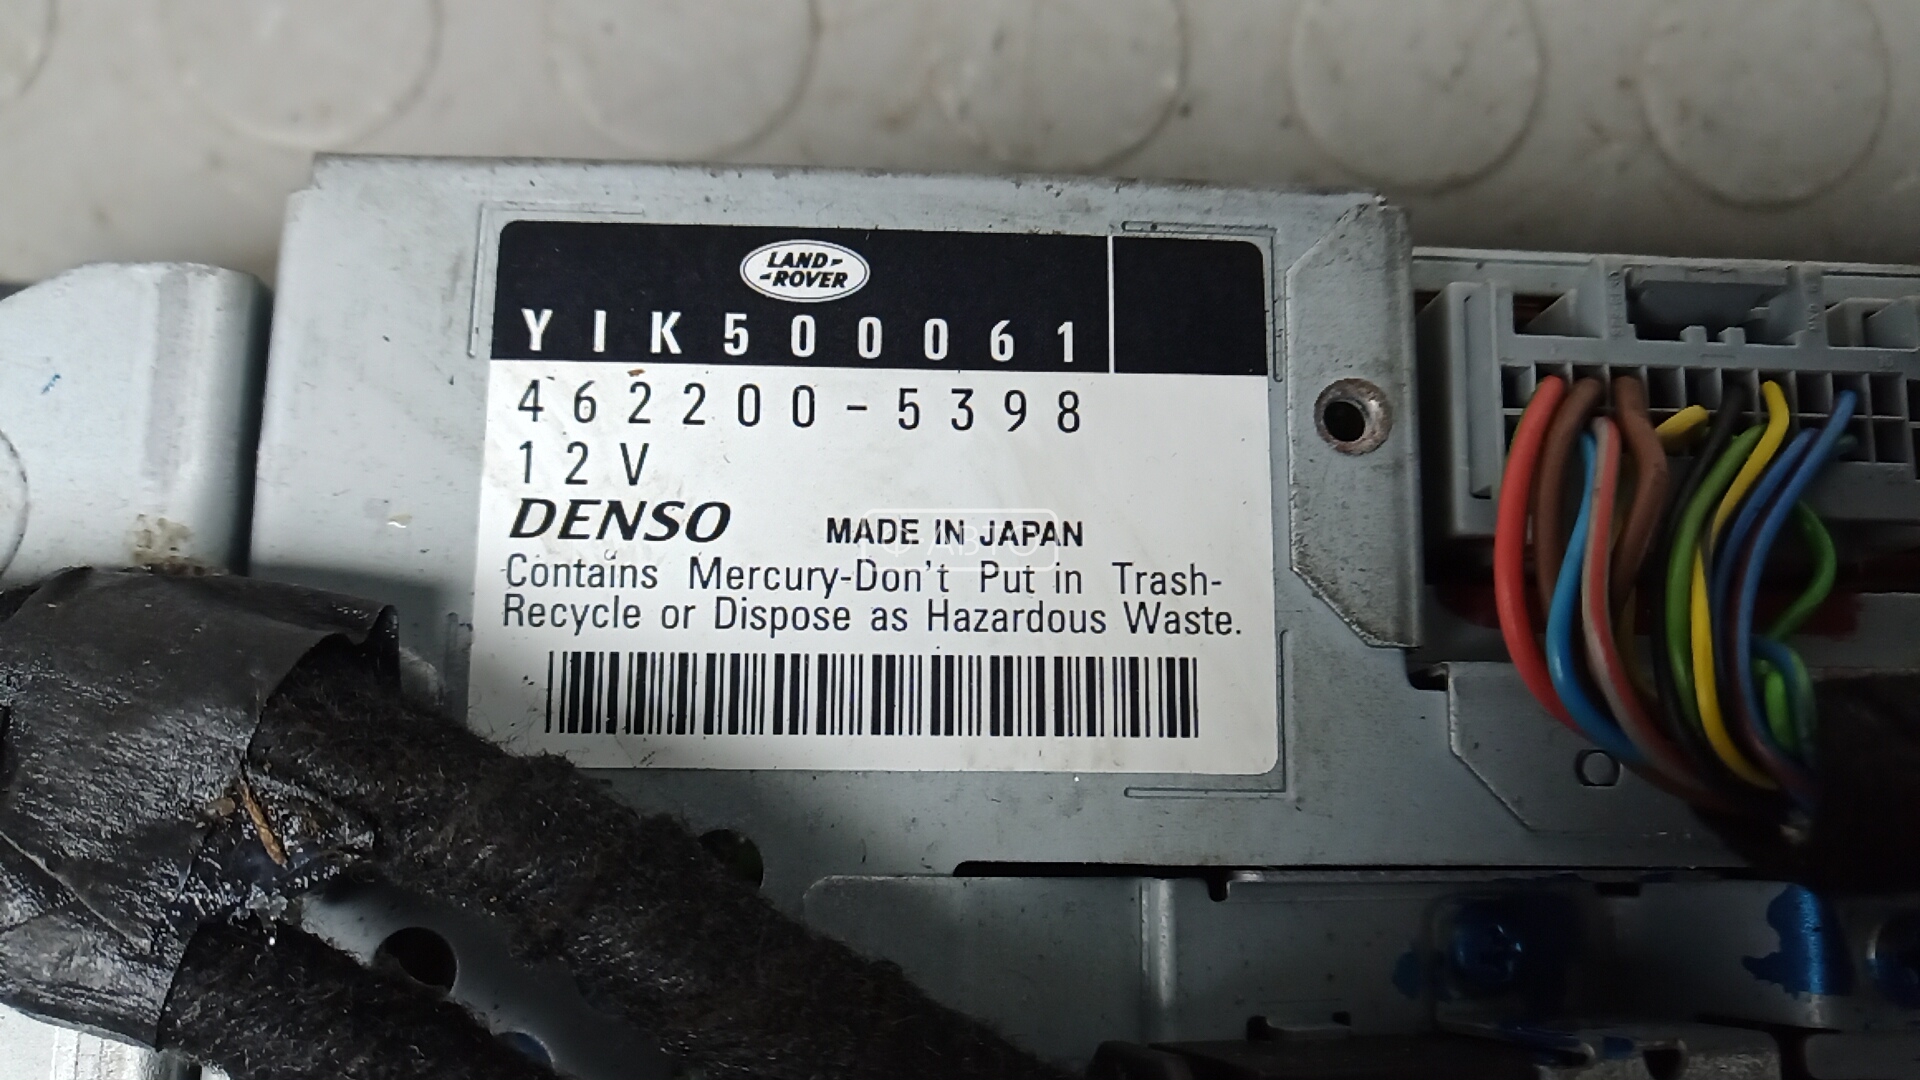 LAND-
-ROVER
YIK500061
462200-5398
12V
DENSO MADE IN JAPAN
Contains Mercury-Don't Put in Trash-
Recycle or Dispose as Hazardous Waste.
АВТО